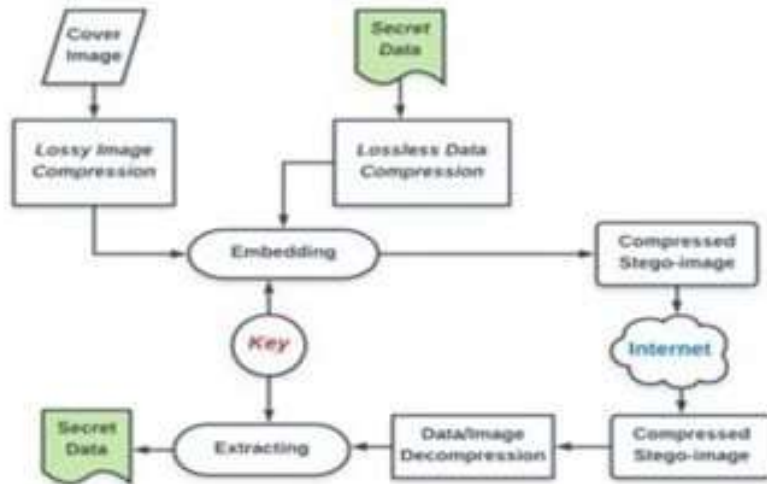 Cover
Image
Secret
Data
Lossy Image
Compression
Lossless Data
Compression
Embedding
Compressed
Stego-image
Key
Internet
Secret
Data
Extracting
Data/Image
Decompression
Compressed
Stego-image